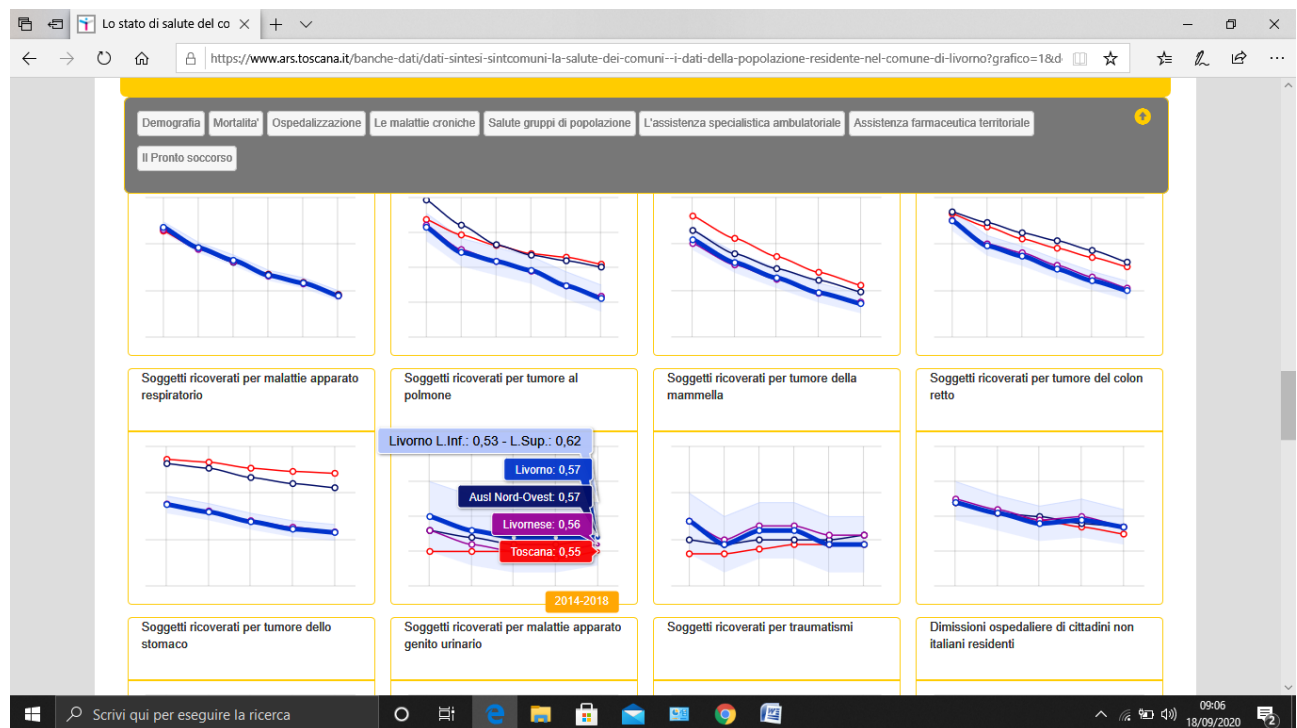 Lo stato di salute del co
https://www.ars.toscana.it/banche-dati/dati-sintesi-sintcomuni-la-salute-dei-comuni--i-dati-della-popolazione-residente-nel-comune-di-livorno?grafico=1&d
Demografia Mortalita' Ospedalizzazione Le malattie croniche Salute gruppi di popolazione L'assistenza specialistica ambulatoriale Assistenza farmaceutica territoriale
Il Pronto soccorso
Soggetti ricoverati per malattie apparato
respiratorio
Soggetti ricoverati per tumore al
polmone
Soggetti ricoverati per tumore della
mammella
Soggetti ricoverati per tumore del colon
retto
Livorno L.Inf.: 0,53 - L.Sup.: 0,62
Livorno: 0,57
Ausl Nord-Ovest: 0,57
Livornese: 0,56
Toscana: 0,55
2014-2018
Soggetti ricoverati per tumore dello
stomaco
Soggetti ricoverati per malattie apparato
genito urinario
Soggetti ricoverati per traumatismi
Dimissioni ospedaliere di cittadini non
italiani residenti
Scrivi qui per eseguire la ricerca
09:06
18/09/2020
2